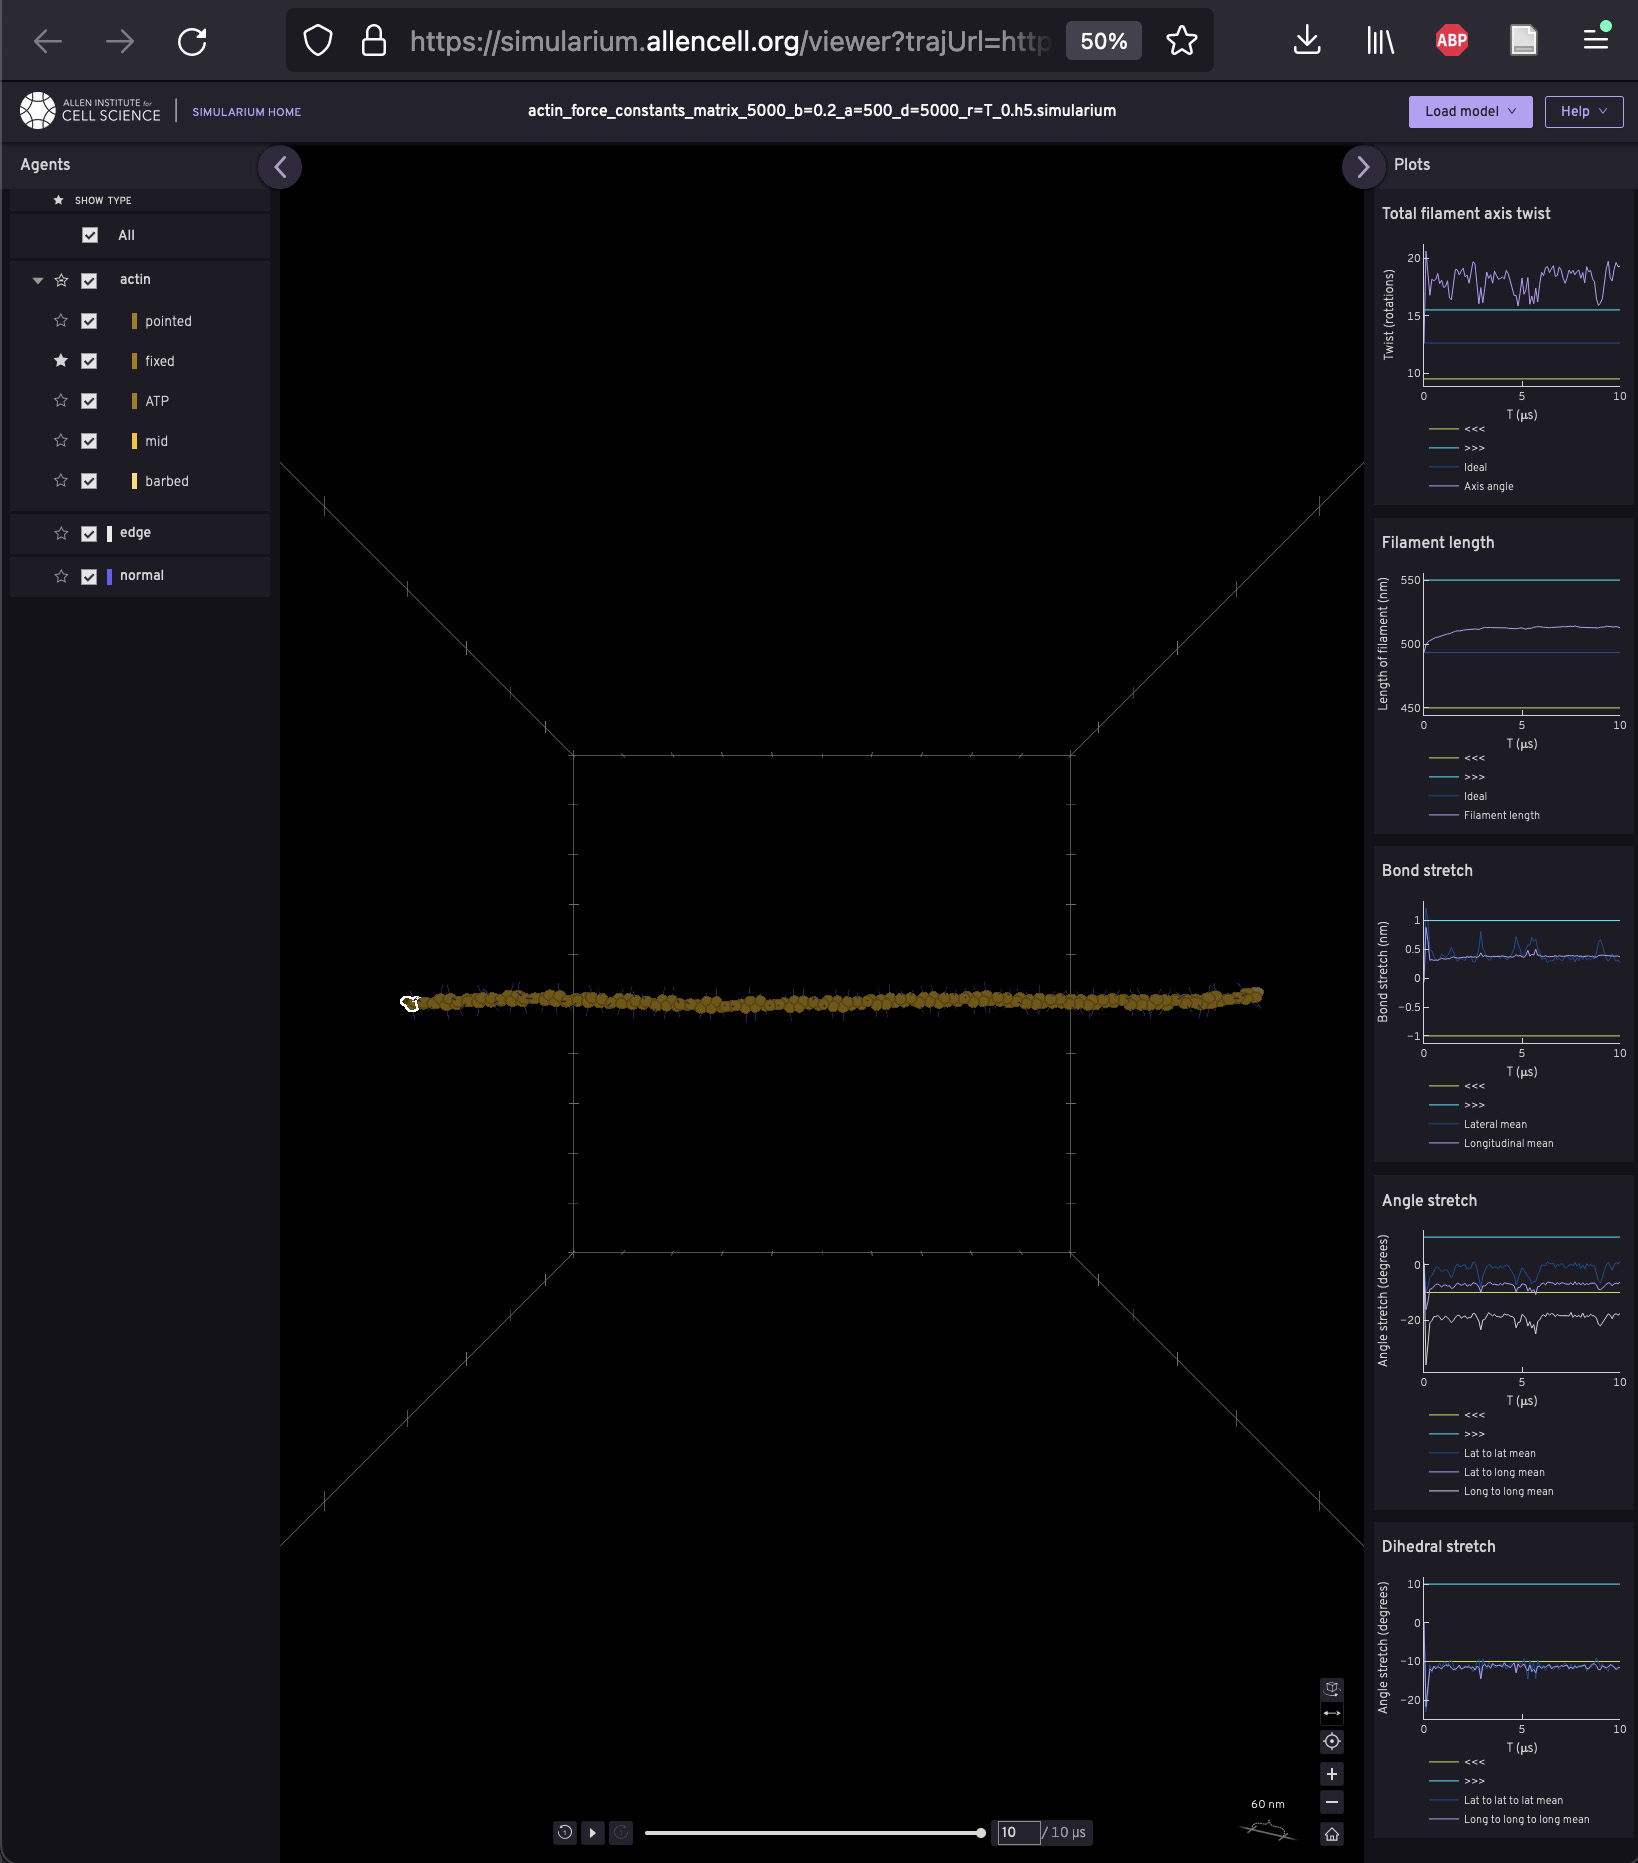 https://simularium.allencell.org/viewer?trajUrl=http
50%
ABP
ALLEN INSTITUTE for
CELL SCIENCE
SIMULARIUM HOME
actin_force_constants_matrix_5000_b=0.2_a=500_d=5000_r=T_0.h5.simularium
Load model
Help
Agents
SHOW TYPE
All
actin
pointed
fixed
ATP
mid
barbed
edge
normal
60 nm
10 / 10 µs
Plots
Total filament axis twist
Twist (rotations)
20
15
10
0 5 10
T (µs)
<<<
>>>
Ideal
Axis angle
Filament length
Length of filament (nm)
550
500
450
0 5 10
T (µs)
<<<
>>>
Ideal
Filament length
Bond stretch
Bond stretch (nm)
1
0.5
0
−0.5
−1
0 5 10
T (µs)
<<<
>>>
Lateral mean
Longitudinal mean
Angle stretch
Angle stretch (degrees)
0
−20
0 5 10
T (µs)
<<<
>>>
Lat to lat mean
Lat to long mean
Long to long mean
Dihedral stretch
Angle stretch (degrees)
10
0
−10
−20
0 5 10
T (µs)
<<<
>>>
Lat to lat to lat mean
Long to long to long mean